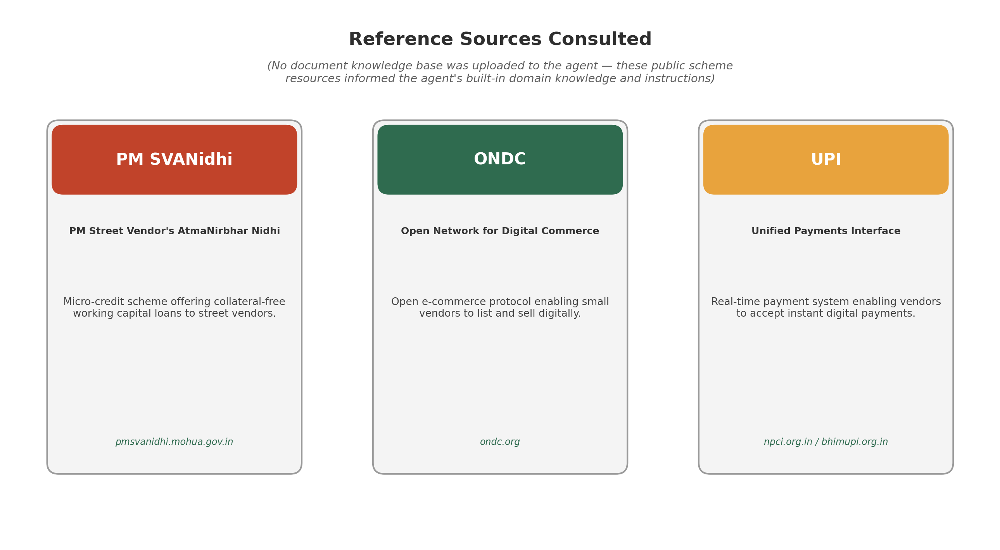 Reference Sources Consulted
(No document knowledge base was uploaded to the agent — these public scheme
resources informed the agent's built-in domain knowledge and instructions)
PM SVANidhi
PM Street Vendor's AtmaNirbhar Nidhi
Micro-credit scheme offering collateral-free
working capital loans to street vendors.
pmsvanidhi.mohua.gov.in
ONDC
Open Network for Digital Commerce
Open e-commerce protocol enabling small
vendors to list and sell digitally.
ondc.org
UPI
Unified Payments Interface
Real-time payment system enabling vendors
to accept instant digital payments.
npci.org.in / bhimupi.org.in